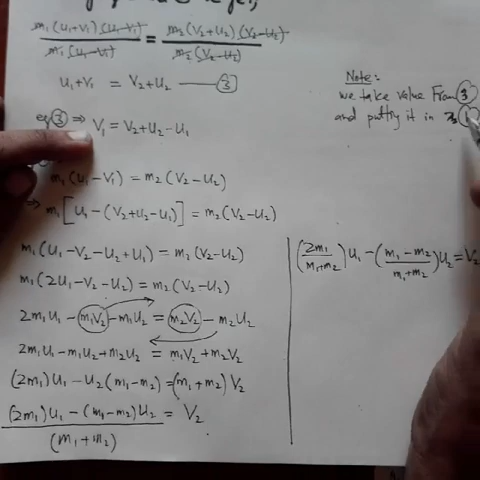 m₁(u₁+v₁)(u₁-v₁) / m₁(u₁-v₁) = m₂(v₂+u₂)(v₂-u₂) / m₂(v₂-u₂)
u₁+v₁ = v₂+u₂ — ③
eq ③ ⇒ v₁ = v₂+u₂-u₁
m₁(u₁-v₁) = m₂(v₂-u₂)
⇒ m₁[u₁-(v₂+u₂-u₁)] = m₂(v₂-u₂)
m₁(u₁-v₂-u₂+u₁) = m₂(v₂-u₂)
m₁(2u₁-v₂-u₂) = m₂(v₂-u₂)
2m₁u₁-m₁v₂-m₁u₂ = m₂v₂-m₂u₂
2m₁u₁-m₁u₂+m₂u₂ = m₁v₂+m₂v₂
(2m₁)u₁-u₂(m₁-m₂) = (m₁+m₂)v₂
(2m₁)u₁-(m₁-m₂)u₂ / (m₁+m₂) = v₂
Note:
we take value From ③
and putting it in
(2m₁/m₁+m₂)u₁-(m₁-m₂/m₁+m₂)u₂=v₂